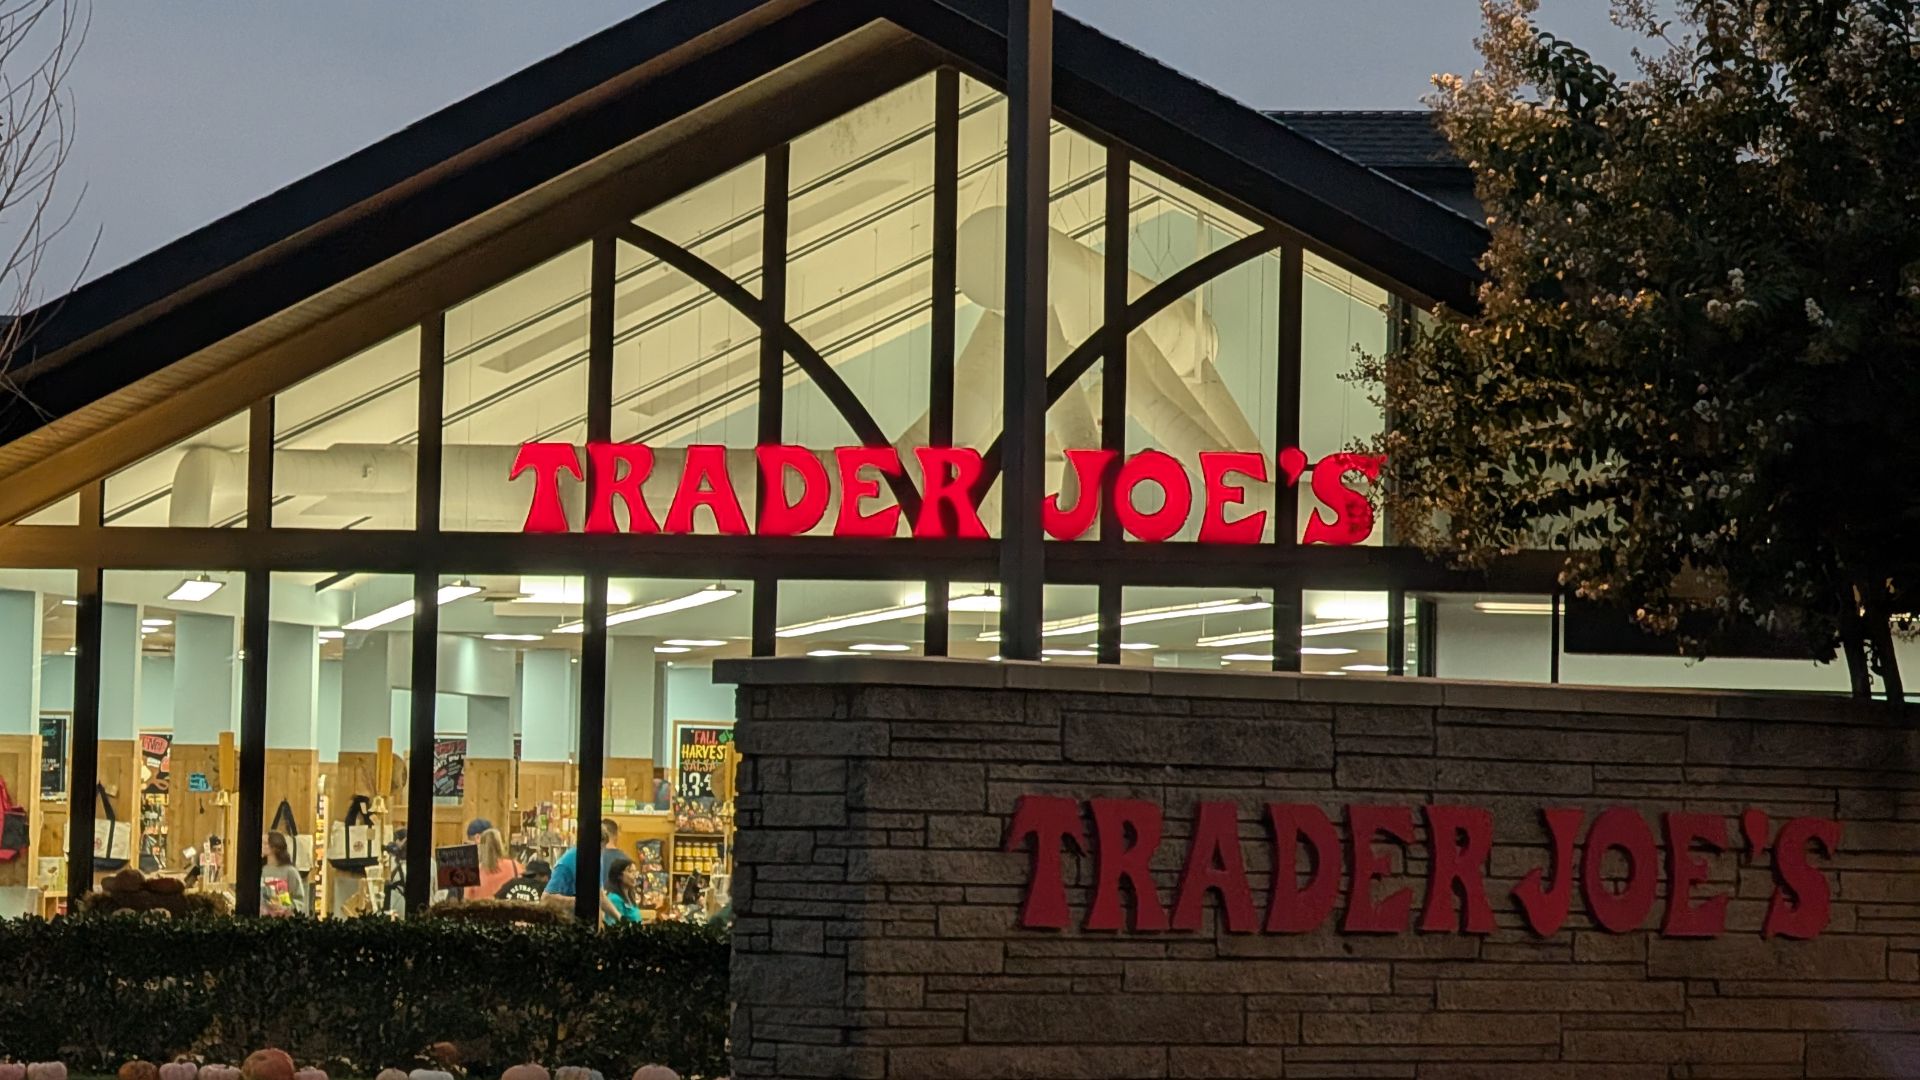 TRADER JOE'S
FALL
HARVEST
SALSA
TRADER JOE'S